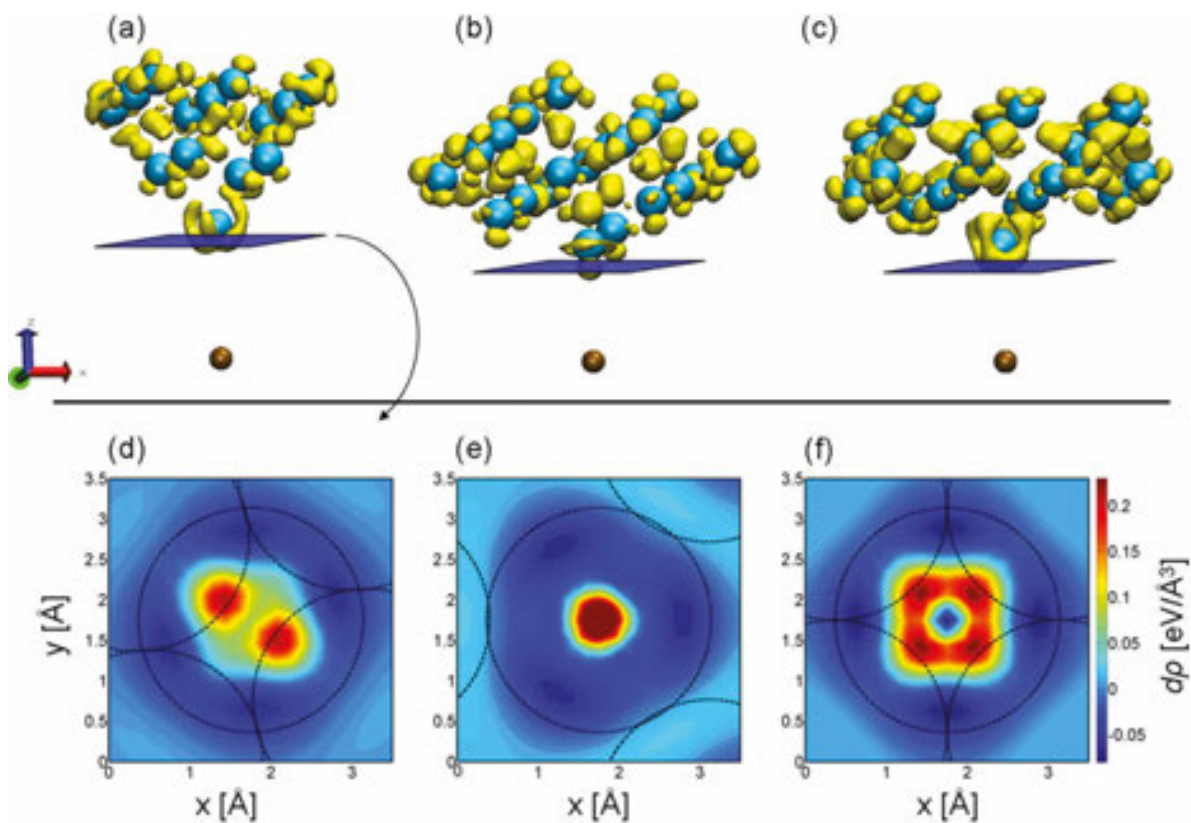 (a) (b) (c)
z
x
(d) (e) (f)
3.5 3.5 3.5 0.2
3 3 3
2.5 2.5 2.5 0.15
2 2 2 0.1
1.5 1.5 1.5 0.05
1 1 1 0
0.5 0.5 0.5 -0.05
0 0 0
0 1 2 3 0 1 2 3 0 1 2 3
y [Å]
x [Å] x [Å] x [Å]
dρ [eV/Å³]